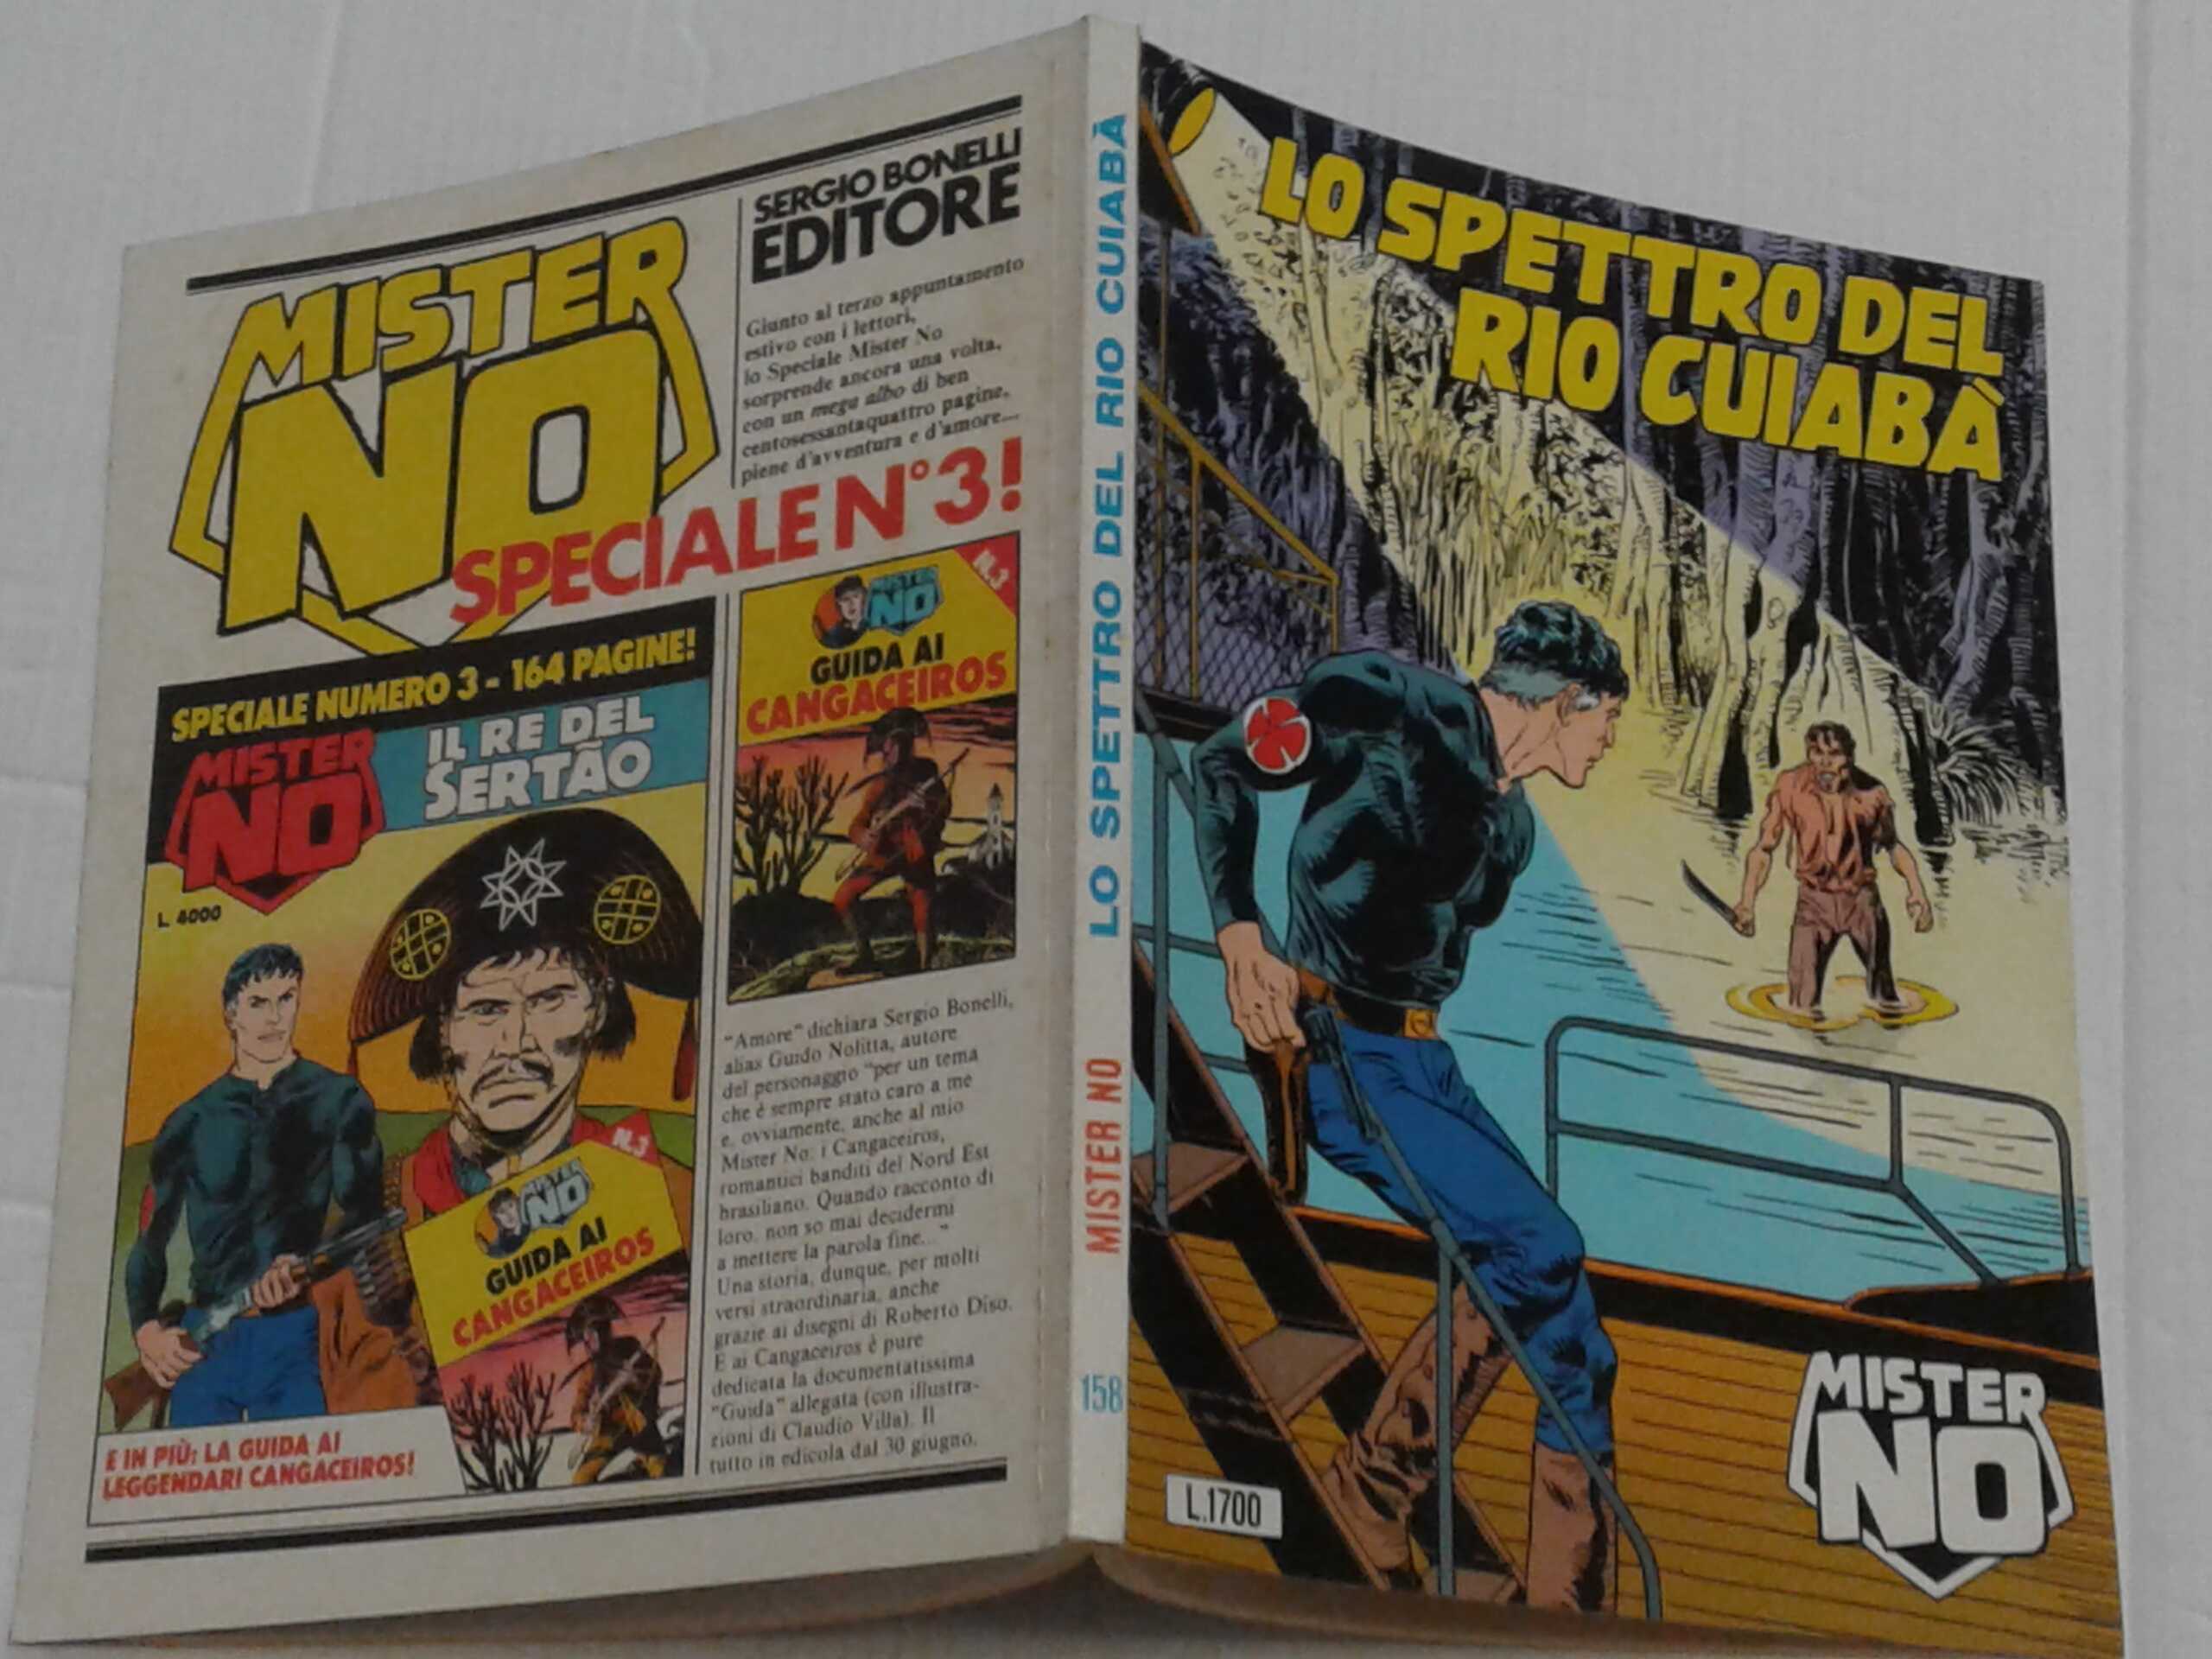 MISTER
NO
SPECIALE N°3!
SERGIO BONELLI
EDITORE
Giunto al terzo appuntamento
estivo con i lettori,
lo Speciale Mister No
sorprende ancora una volta,
con un mega albo di ben
centosessantaquattro pagine,
piene d'avventura e d'amore...
SPECIALE NUMERO 3 - 164 PAGINE!
MISTER
NO
IL RE DEL
SERTÃO
L. 4000
N.3
MISTER
NO
GUIDA AI
CANGACEIROS
E IN PIÙ: LA GUIDA AI
LEGGENDARI CANGACEIROS!
N.3
MISTER
NO
GUIDA AI
CANGACEIROS
"Amore" dichiara Sergio Bonelli,
alias Guido Nolitta, autore
del personaggio "per un tema
che è sempre stato caro a me
e, ovviamente, anche al mio
Mister No: i Cangaceiros,
romantici banditi del Nord Est
brasiliano. Quando racconto di
loro, non so mai decidermi
a mettere la parola fine..."
Una storia, dunque, per molti
versi straordinaria, anche
grazie ai disegni di Roberto Diso.
E ai Cangaceiros è pure
dedicata la documentatissima
"Guida" allegata (con illustra-
zioni di Claudio Villa). Il
tutto in edicola dal 30 giugno.
LO SPETTRO DEL RIO CUIABÀ
MISTER NO
158
LO SPETTRO DEL
RIO CUIABÀ
L.1700
MISTER
NO